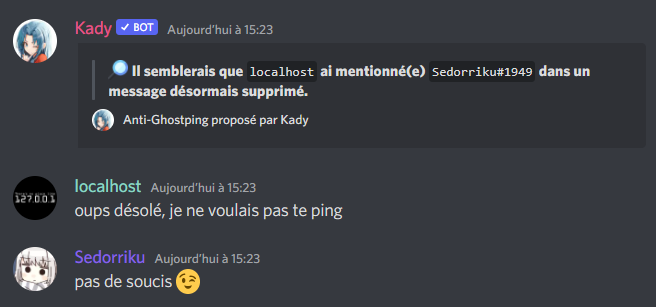 Kady ✓ BOT Aujourd'hui à 15:23
🔎 Il semblerais que localhost ai mentionné(e) Sedorriku#1949 dans un
message désormais supprimé.
Anti-Ghostping proposé par Kady
localhost Aujourd'hui à 15:23
127.0.0.1
oups désolé, je ne voulais pas te ping
Sedorriku Aujourd'hui à 15:23
pas de soucis 😉